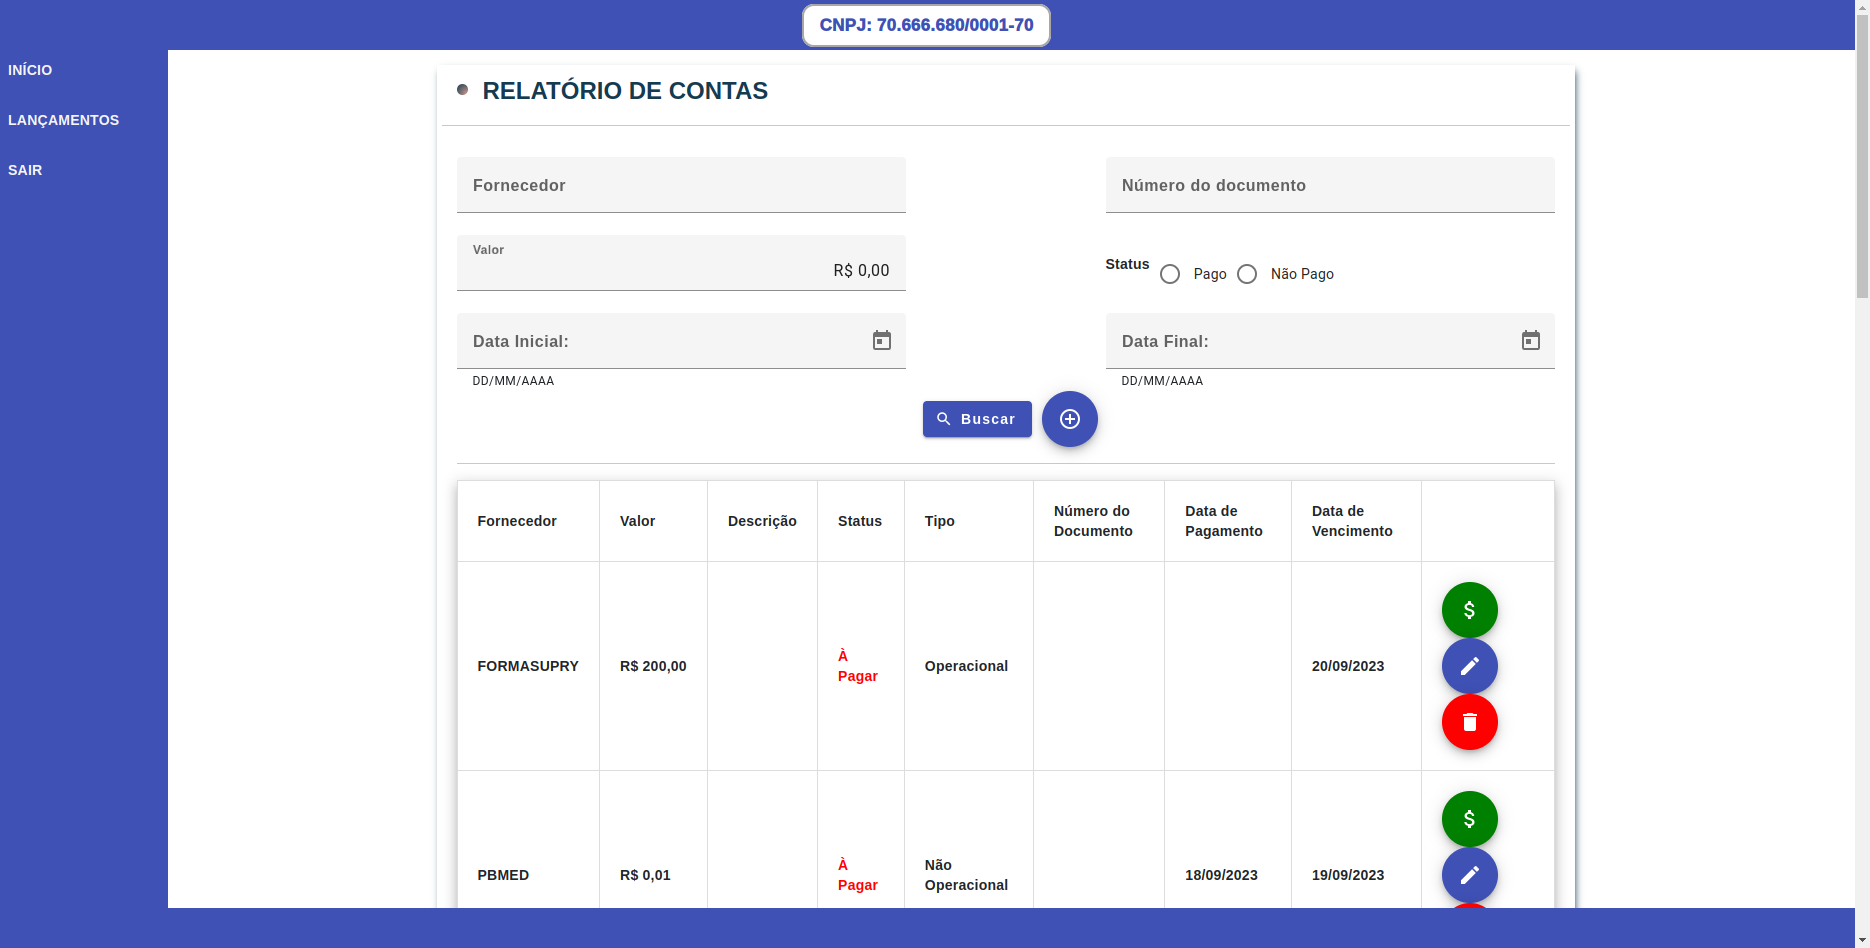 CNPJ: 70.666.680/0001-70
INÍCIO
LANÇAMENTOS
SAIR
RELATÓRIO DE CONTAS
Fornecedor
Número do documento
Valor
R$ 0,00
Status
Pago
Não Pago
Data Inicial:
Data Final:
DD/MM/AAAA
DD/MM/AAAA
Buscar
Fornecedor
Valor
Descrição
Status
Tipo
Número do
Documento
Data de
Pagamento
Data de
Vencimento
FORMASUPRY
R$ 200,00
À
Pagar
Operacional
20/09/2023
PBMED
R$ 0,01
À
Pagar
Não
Operacional
18/09/2023
19/09/2023